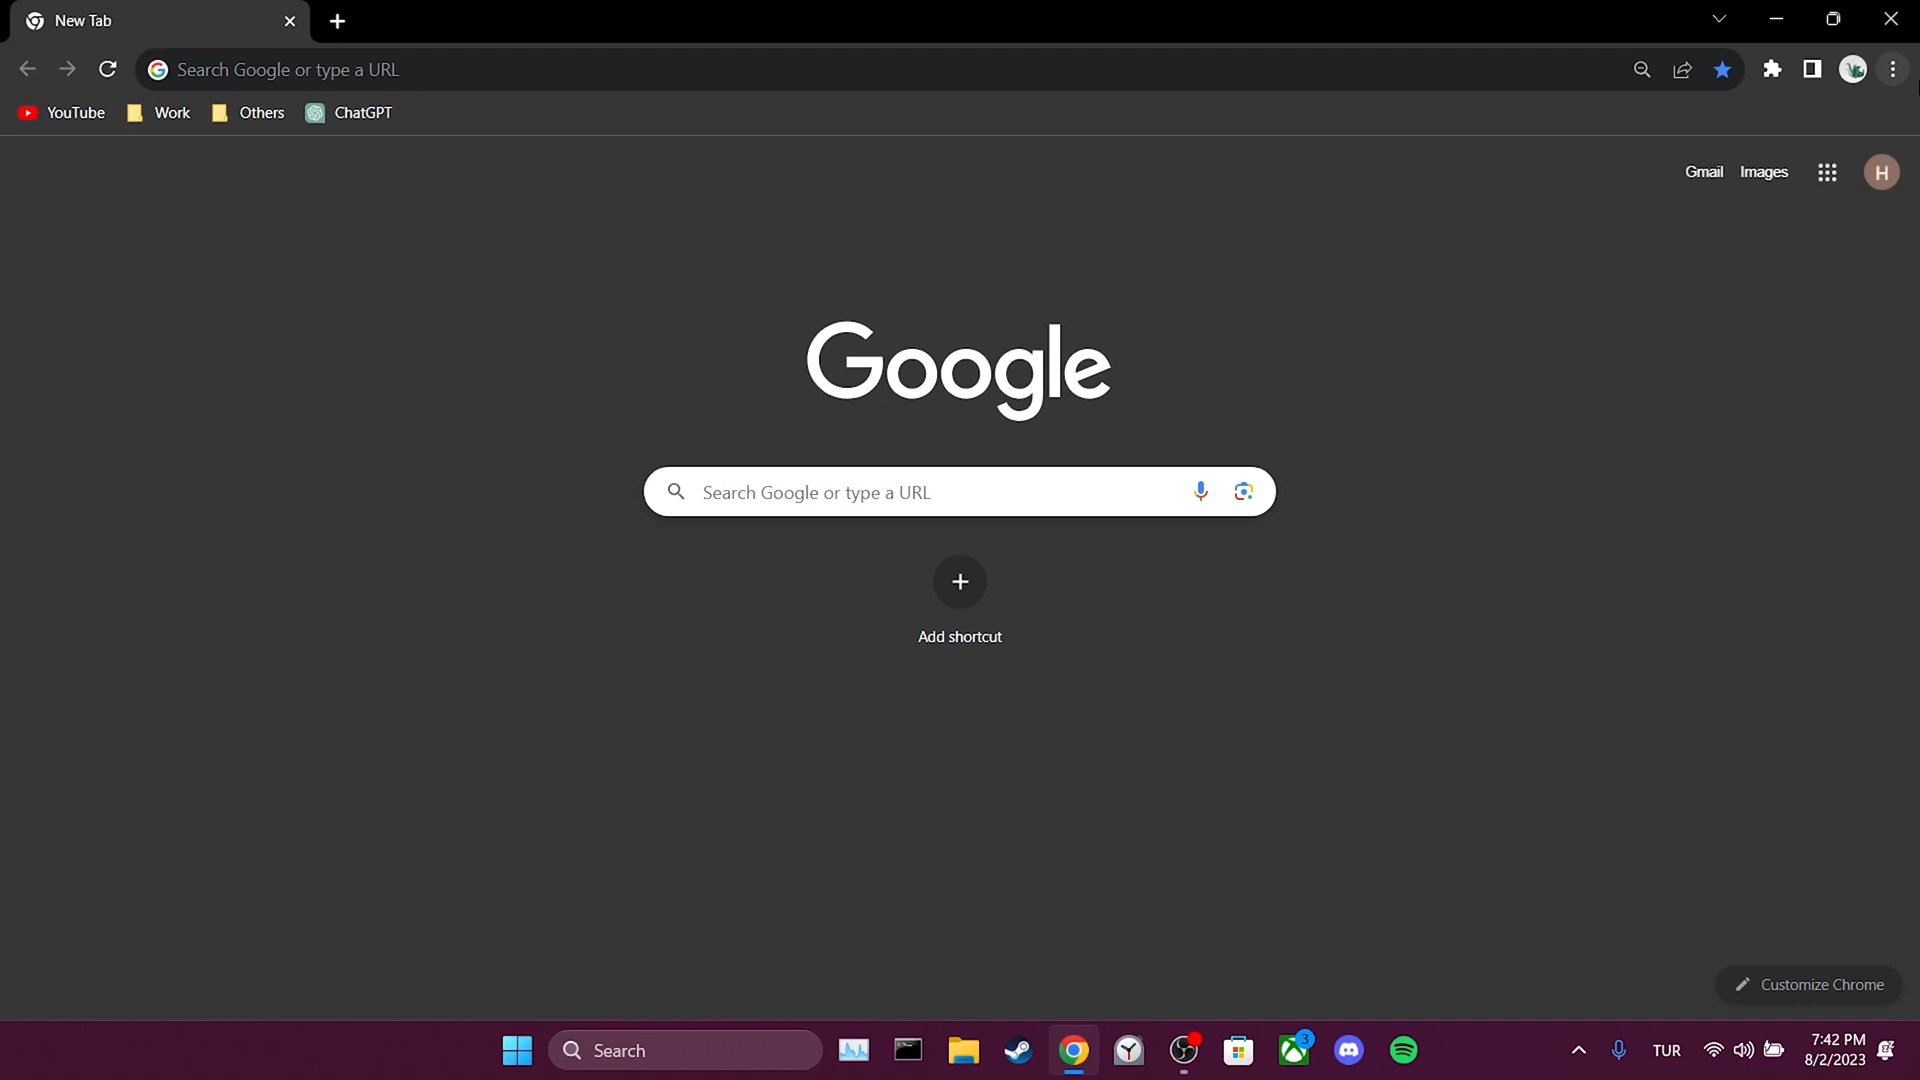 New Tab
Search Google or type a URL
YouTube Work Others ChatGPT
Gmail Images H
Google
Search Google or type a URL
Add shortcut
Customize Chrome
Search
3
TUR
7:42 PM
8/2/2023